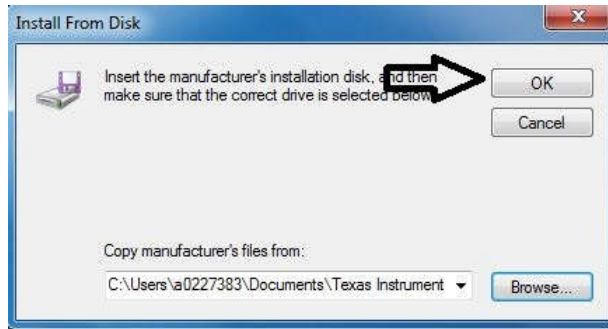 Install From Disk
Insert the manufacturer's installation disk, and then
make sure that the correct drive is selected below
OK
Cancel
Copy manufacturer's files from:
C:\Users\a0227383\Documents\Texas Instrument
Browse...